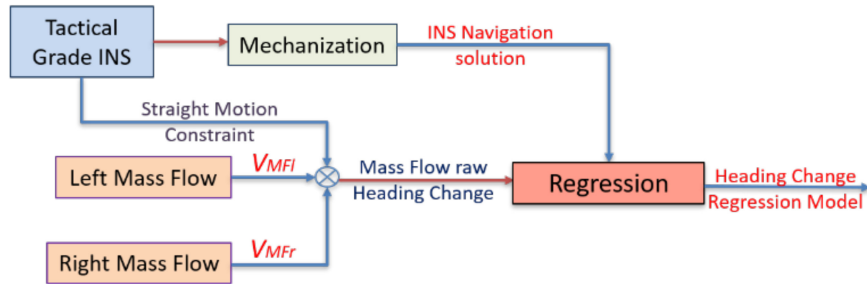 Tactical
Grade INS
Mechanization
INS Navigation
solution
Straight Motion
Constraint
Left Mass Flow
VMFl
Mass Flow raw
Heading Change
Regression
Heading Change
Regression Model
Right Mass Flow
VMFr